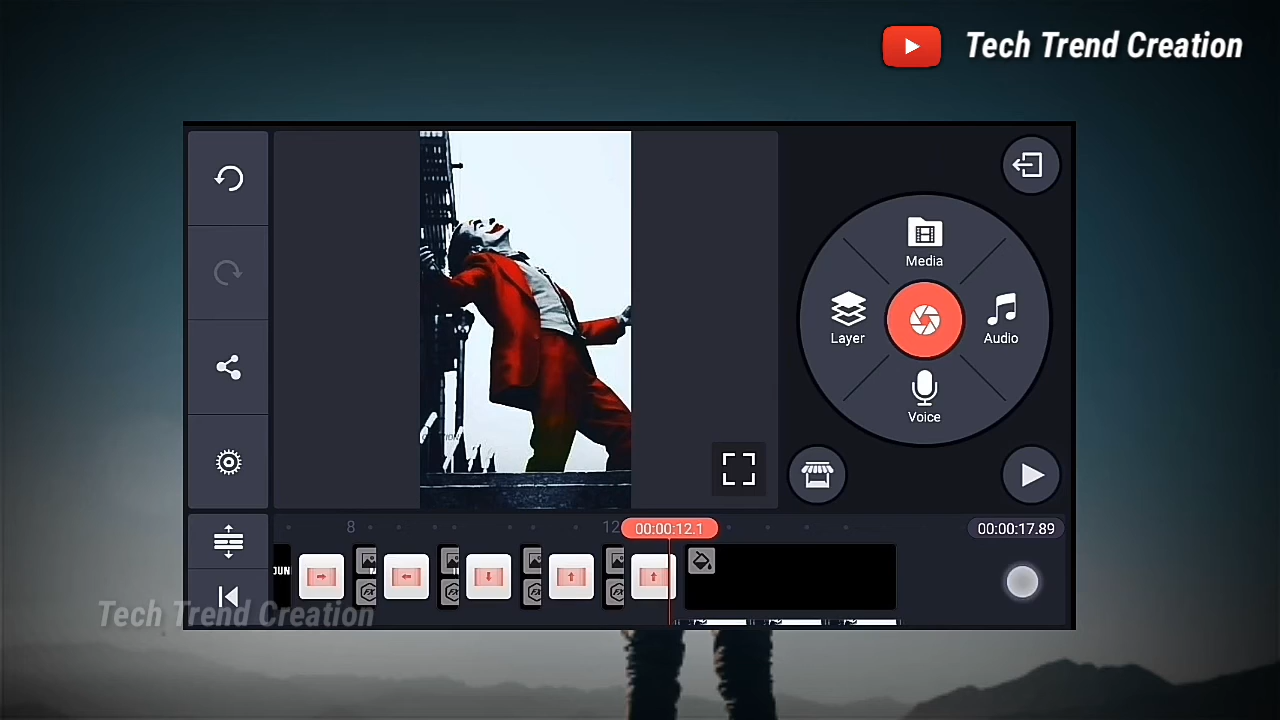 Tech Trend Creation
Media
Layer
Audio
Voice
8
12
00:00:12.1
00:00:17.89
Tech Trend Creation